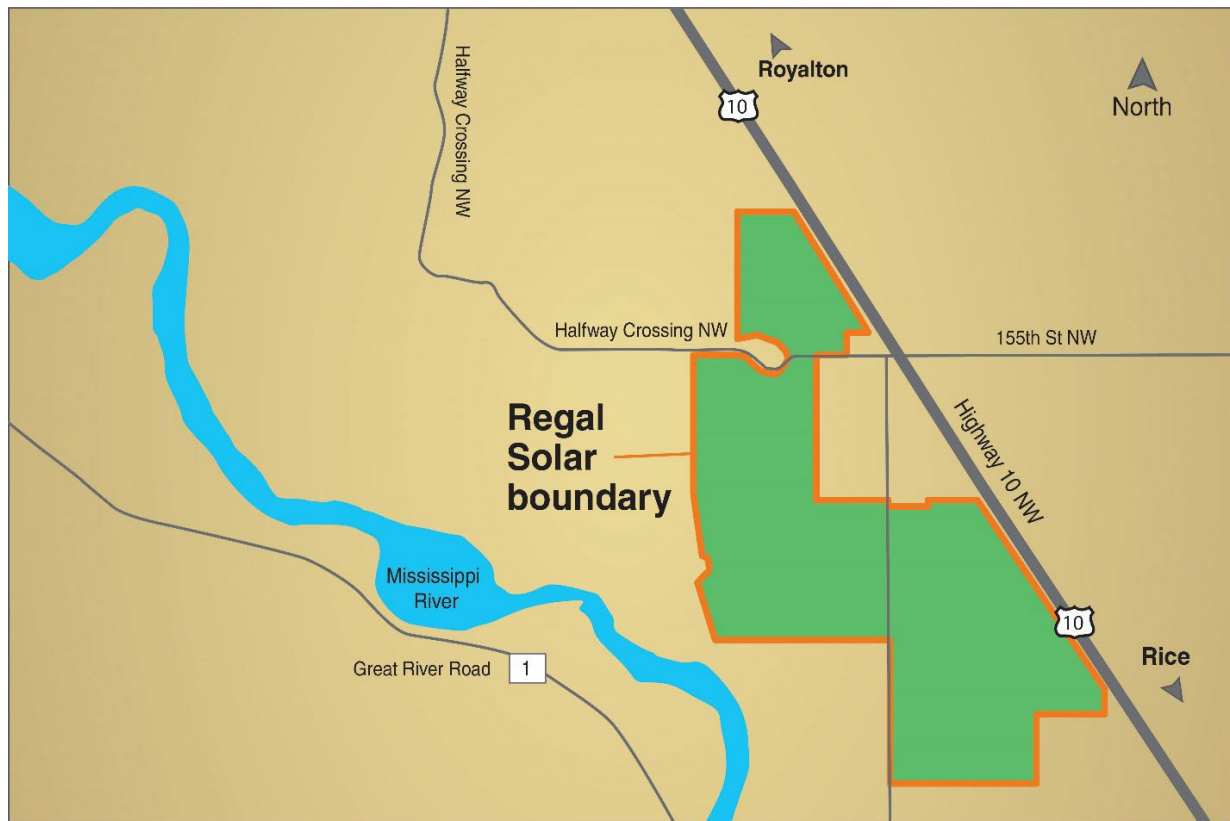 Royalton
10
North
Halfway
Crossing NW
Halfway Crossing NW
155th St NW
Regal
Solar
boundary
Highway 10 NW
Mississippi
River
10
Great River Road
1
Rice